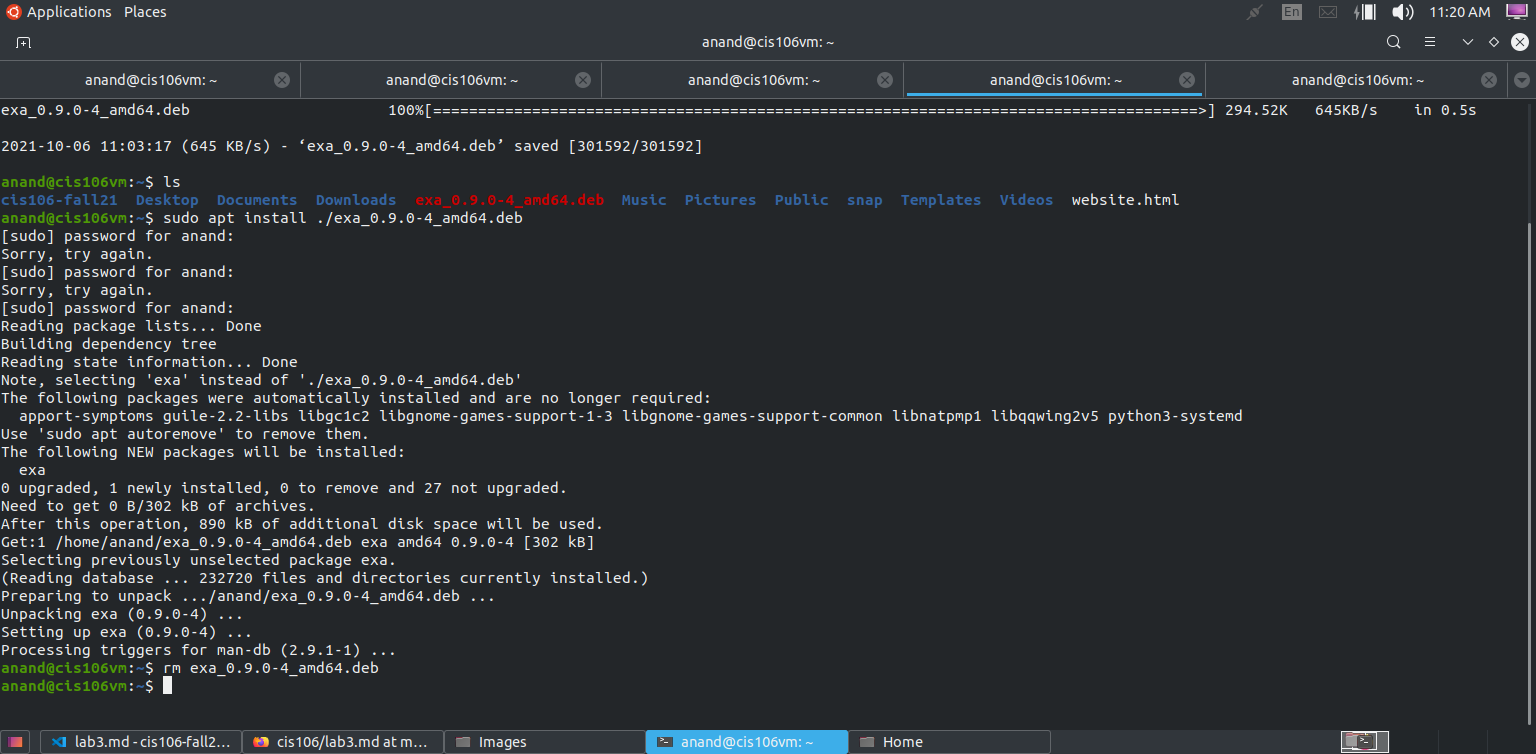 Applications Places En 11:20 AM
anand@cis106vm: ~
anand@cis106vm: ~ anand@cis106vm: ~ anand@cis106vm: ~ anand@cis106vm: ~ anand@cis106vm: ~
exa_0.9.0-4_amd64.deb 100%[=====================================================================================>] 294.52K 645KB/s in 0.5s
2021-10-06 11:03:17 (645 KB/s) - ‘exa_0.9.0-4_amd64.deb’ saved [301592/301592]
anand@cis106vm:~$ ls
cis106-fall21 Desktop Documents Downloads exa_0.9.0-4_amd64.deb Music Pictures Public snap Templates Videos website.html
anand@cis106vm:~$ sudo apt install ./exa_0.9.0-4_amd64.deb
[sudo] password for anand:
Sorry, try again.
[sudo] password for anand:
Sorry, try again.
[sudo] password for anand:
Reading package lists... Done
Building dependency tree
Reading state information... Done
Note, selecting 'exa' instead of './exa_0.9.0-4_amd64.deb'
The following packages were automatically installed and are no longer required:
apport-symptoms guile-2.2-libs libgc1c2 libgnome-games-support-1-3 libgnome-games-support-common libnatpmp1 libqqwing2v5 python3-systemd
Use 'sudo apt autoremove' to remove them.
The following NEW packages will be installed:
exa
0 upgraded, 1 newly installed, 0 to remove and 27 not upgraded.
Need to get 0 B/302 kB of archives.
After this operation, 890 kB of additional disk space will be used.
Get:1 /home/anand/exa_0.9.0-4_amd64.deb exa amd64 0.9.0-4 [302 kB]
Selecting previously unselected package exa.
(Reading database ... 232720 files and directories currently installed.)
Preparing to unpack .../anand/exa_0.9.0-4_amd64.deb ...
Unpacking exa (0.9.0-4) ...
Setting up exa (0.9.0-4) ...
Processing triggers for man-db (2.9.1-1) ...
anand@cis106vm:~$ rm exa_0.9.0-4_amd64.deb
anand@cis106vm:~$
lab3.md - cis106-fall2... cis106/lab3.md at m... Images anand@cis106vm: ~ Home